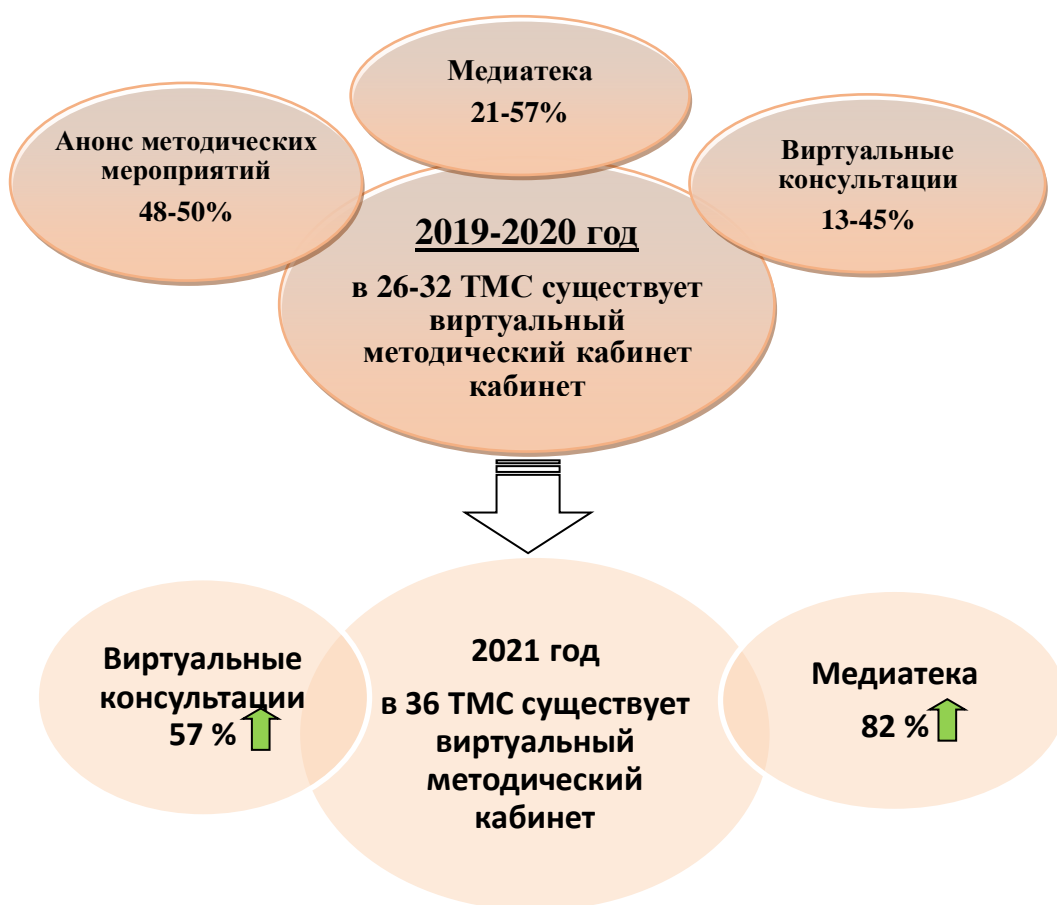 Медиатека
21-57%
Анонс методических
мероприятий
48-50%
Виртуальные
консультации
13-45%
2019-2020 год
в 26-32 ТМС существует
виртуальный
методический кабинет
кабинет
Виртуальные
консультации
57 %
2021 год
в 36 ТМС существует
виртуальный
методический
кабинет
Медиатека
82 %